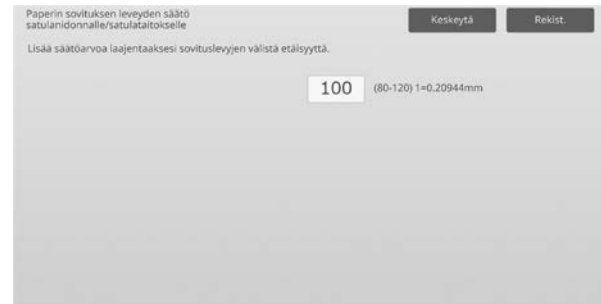 Paperin sovituksen leveyden säätö
satulanidonnalle/satulataitokselle
Keskeytä
Rekist.
Lisää säätöarvoa laajentaaksesi sovituslevyjen välistä etäisyyttä.
100 (80-120) 1=0.20944mm